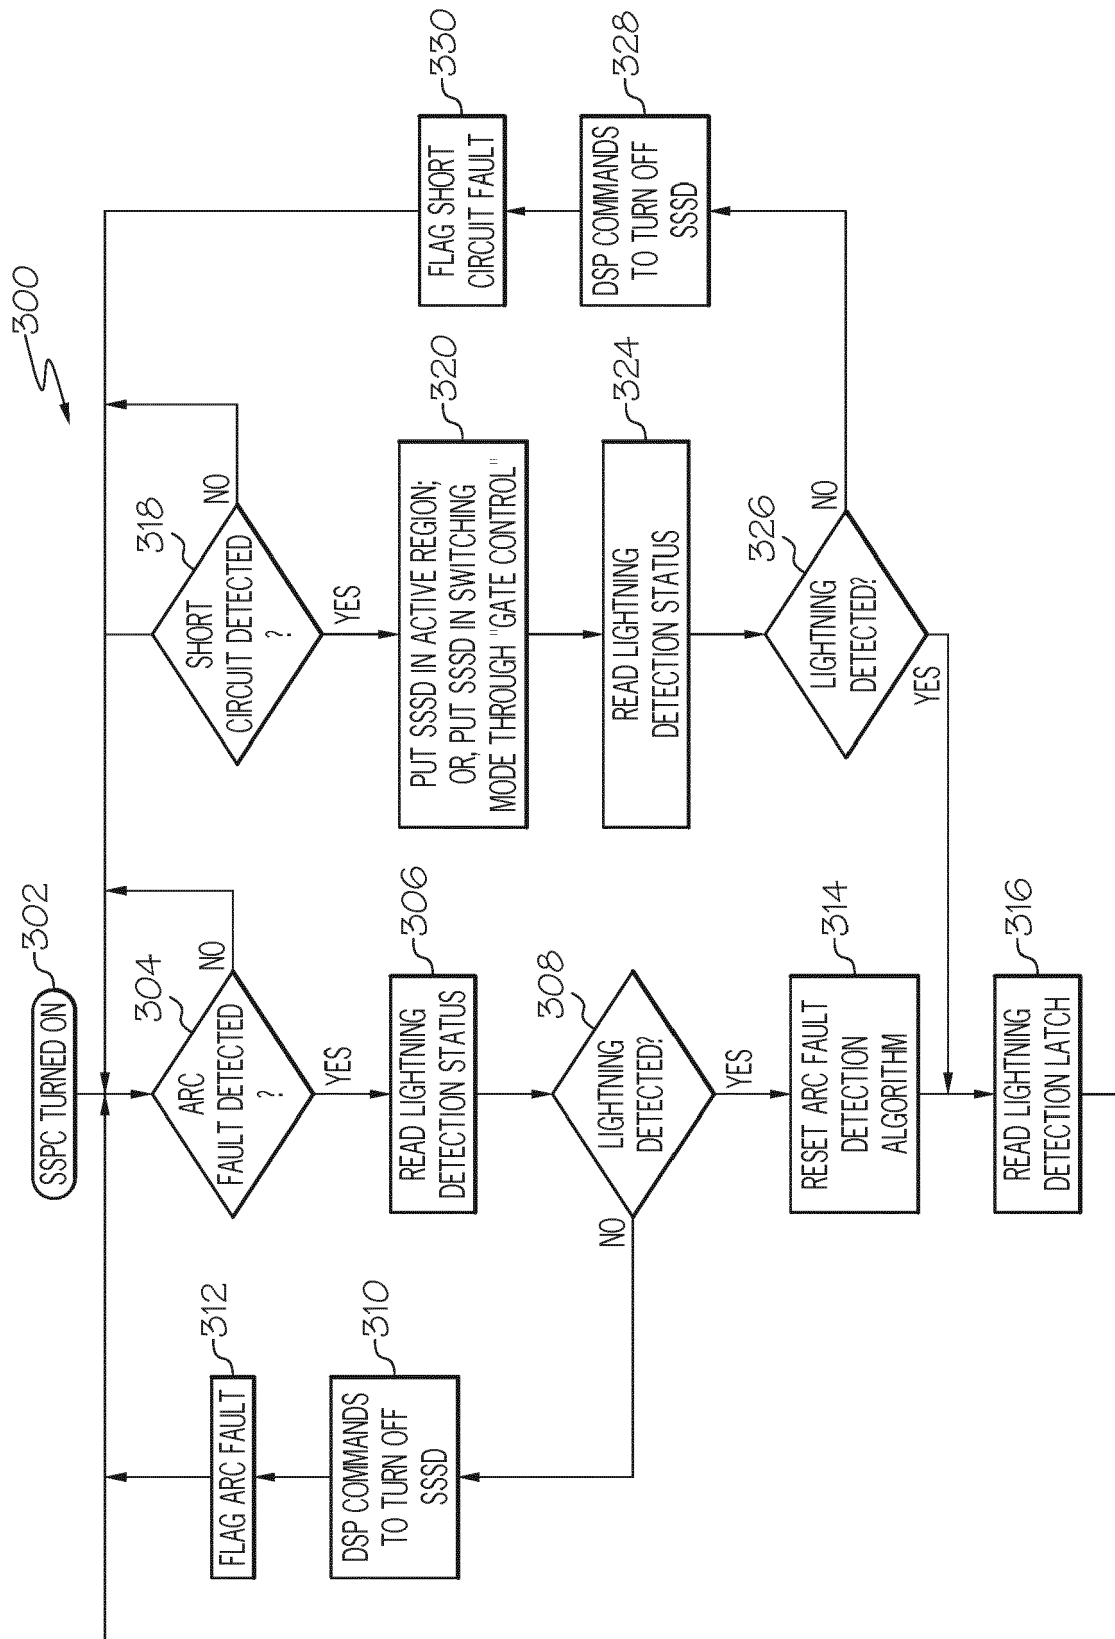 300
SSPC TURNED ON
302
ARC
FAULT DETECTED
?
304
NO
YES
READ LIGHTNING
DETECTION STATUS
306
LIGHTNING
DETECTED?
308
NO
YES
DSP COMMANDS
TO TURN OFF
SSSD
310
FLAG ARC FAULT
312
RESET ARC FAULT
DETECTION
ALGORITHM
314
READ LIGHTNING
DETECTION LATCH
316
SHORT
CIRCUIT DETECTED
?
318
NO
YES
PUT SSSD IN ACTIVE REGION;
OR, PUT SSSD IN SWITCHING
MODE THROUGH "GATE CONTROL"
320
READ LIGHTNING
DETECTION STATUS
324
LIGHTNING
DETECTED?
326
NO
YES
DSP COMMANDS
TO TURN OFF
SSSD
328
FLAG SHORT
CIRCUIT FAULT
330